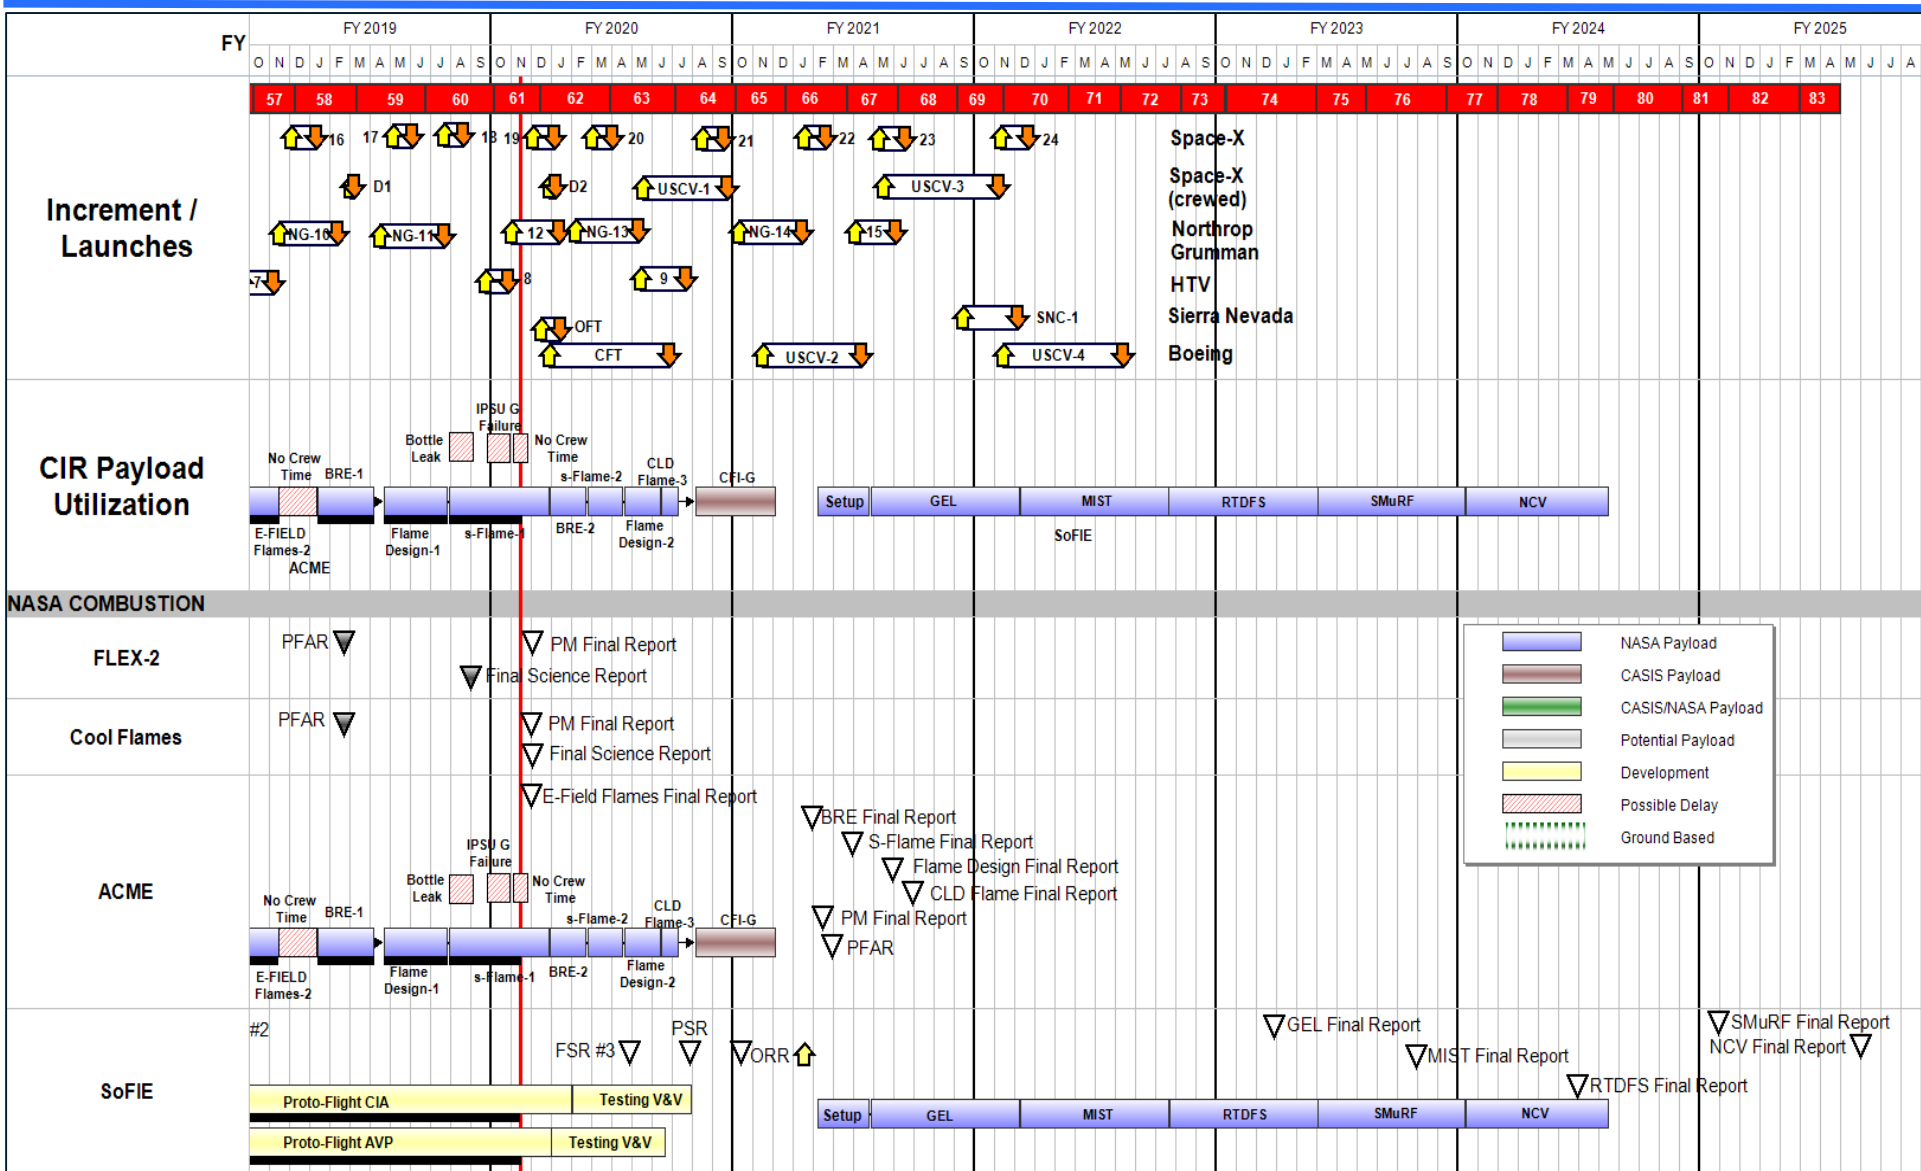 FY
FY 2019
FY 2020
FY 2021
FY 2022
FY 2023
FY 2024
FY 2025
O N D J F M A M J J A S O N D J F M A M J J A S O N D J F M A M J J A S O N D J F M A M J J A S O N D J F M A M J J A S O N D J F M A M J J A S O N D J F M A M J J A
57 58 59 60 61 62 63 64 65 66 67 68 69 70 71 72 73 74 75 76 77 78 79 80 81 82 83
Increment /
Launches
16 17 18 19 20 21 22 23 24
Space-X
D1 D2 USCV-1 USCV-3
Space-X
(crewed)
NG-10 NG-11 12 NG-13 NG-14 15
Northrop
Grumman
7 8 9
HTV
SNC-1
Sierra Nevada
OFT
CFT USCV-2 USCV-4
Boeing
CIR Payload
Utilization
IPSU G
Failure
Bottle
Leak
No Crew
Time
No Crew
Time
BRE-1
s-Flame-2
CLD
Flame-3
CFI-G
Setup GEL MIST RTDFS SMuRF NCV
E-FIELD
Flames-2
ACME
Flame
Design-1
s-Flame-1
BRE-2
Flame
Design-2
SoFIE
NASA COMBUSTION
FLEX-2
PFAR
PM Final Report
Final Science Report
Cool Flames
PFAR
PM Final Report
Final Science Report
ACME
E-Field Flames Final Report
BRE Final Report
S-Flame Final Report
Flame Design Final Report
CLD Flame Final Report
PM Final Report
PFAR
IPSU G
Failure
Bottle
Leak
No Crew
Time
No Crew
Time
BRE-1
s-Flame-2
CLD
Flame-3
CFI-G
E-FIELD
Flames-2
Flame
Design-1
s-Flame-1
BRE-2
Flame
Design-2
NASA Payload
CASIS Payload
CASIS/NASA Payload
Potential Payload
Development
Possible Delay
Ground Based
SoFIE
#2
FSR #3
PSR
ORR
GEL Final Report
MIST Final Report
RTDFS Final Report
SMuRF Final Report
NCV Final Report
Proto-Flight CIA
Testing V&V
Setup GEL MIST RTDFS SMuRF NCV
Proto-Flight AVP
Testing V&V